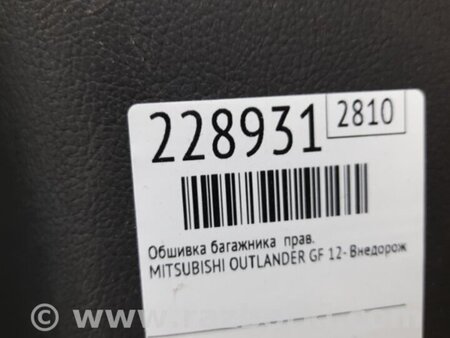 228931 2810
Обшивка багажника прав.
MITSUBISHI OUTLANDER GF 12- Внедорож